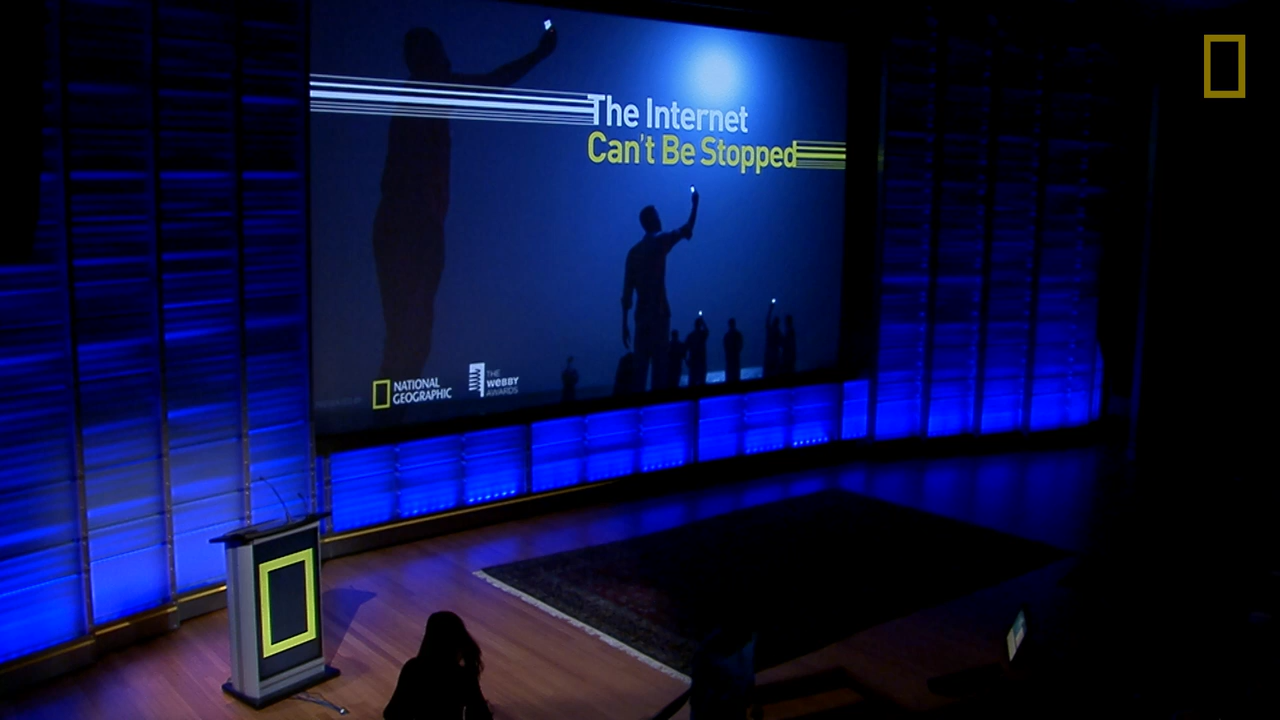 The Internet
Can't Be Stopped
NATIONAL
GEOGRAPHIC
THE
WEBBY
AWARDS